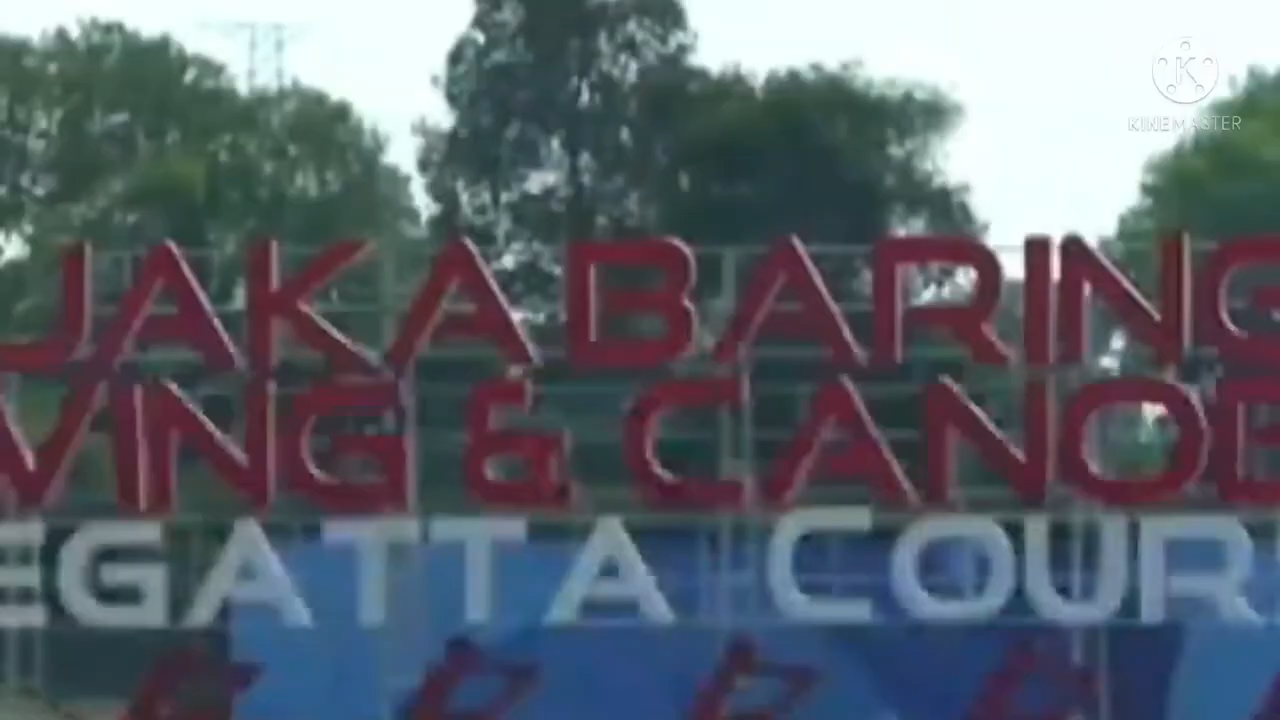 K
KINEMASTER
JAKABARING
WING & CANOE
EGATTA COUR